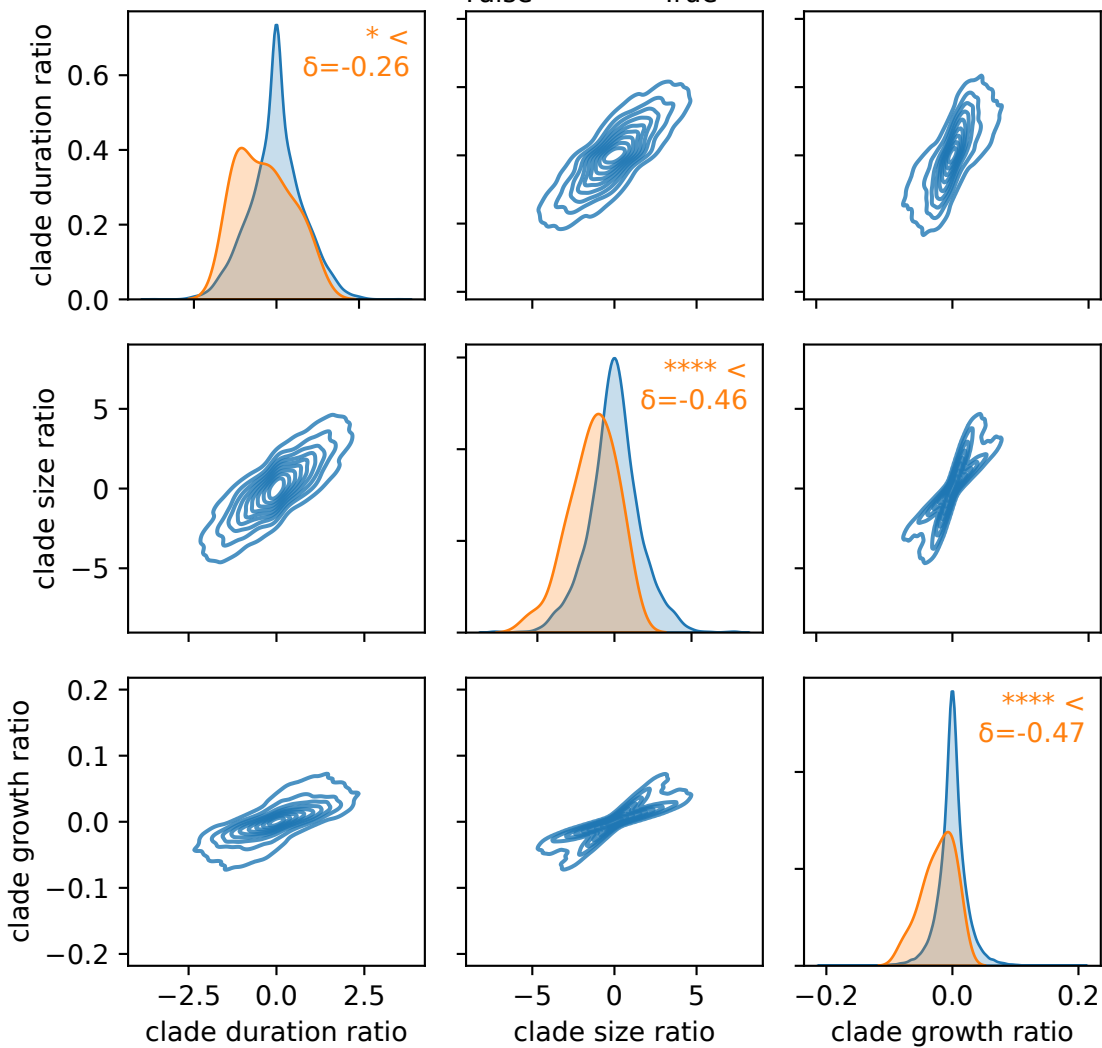 False True
clade duration ratio
0.6
0.4
0.2
0.0
* <
δ=-0.26
clade size ratio
5
0
−5
**** <
δ=-0.46
clade growth ratio
0.2
0.1
0.0
−0.1
−0.2
**** <
δ=-0.47
−2.5 0.0 2.5
−5 0 5
−0.2 0.0 0.2
clade duration ratio
clade size ratio
clade growth ratio